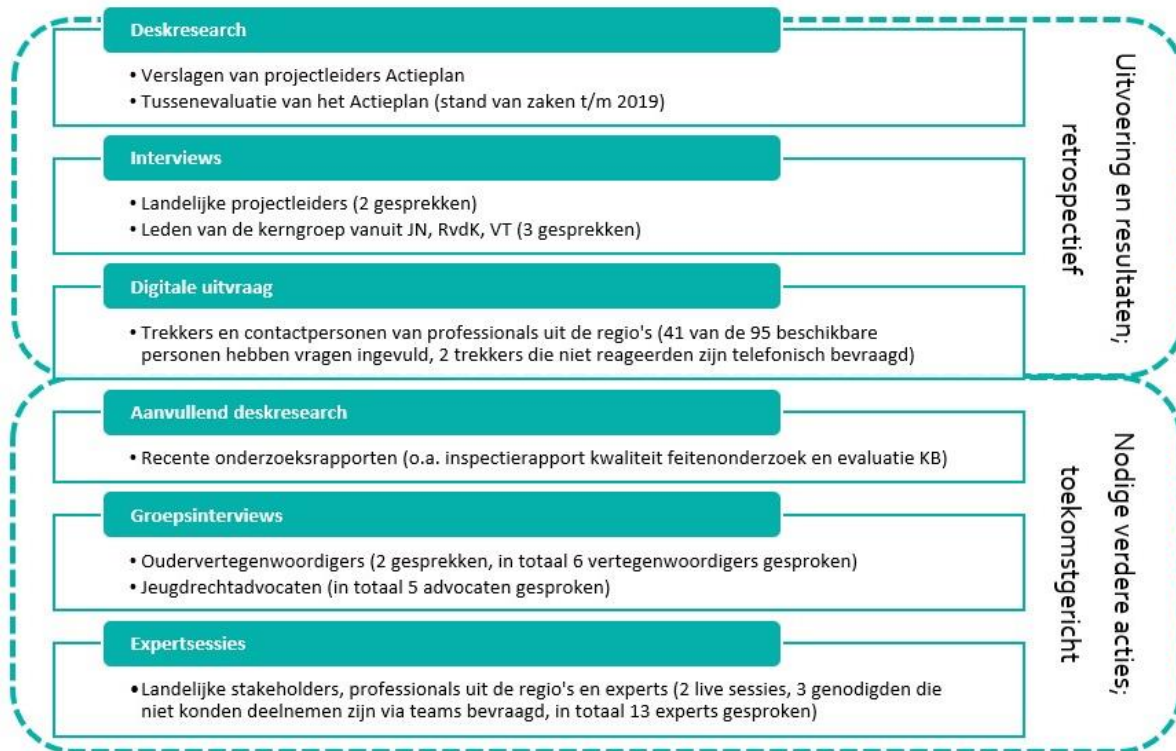 Deskresearch
• Verslagen van projectleiders Actieplan
• Tussenevaluatie van het Actieplan (stand van zaken t/m 2019)
Interviews
• Landelijke projectleiders (2 gesprekken)
• Leden van de kerngroep vanuit JN, RvdK, VT (3 gesprekken)
Digitale uitvraag
• Trekkers en contactpersonen van professionals uit de regio's (41 van de 95 beschikbare
personen hebben vragen ingevuld, 2 trekkers die niet reageerden zijn telefonisch bevraagd)
Uitvoering en resultaten;
retrospectief
Aanvullend deskresearch
• Recente onderzoeksrapporten (o.a. inspectierapport kwaliteit feitenonderzoek en evaluatie KB)
Groepsinterviews
• Oudervertegenwoordigers (2 gesprekken, in totaal 6 vertegenwoordigers gesproken)
• Jeugdrechtadvocaten (in totaal 5 advocaten gesproken)
Expertsessies
•Landelijke stakeholders, professionals uit de regio's en experts (2 live sessies, 3 genodigden die
niet konden deelnemen zijn via teams bevraagd, in totaal 13 experts gesproken)
Nodige verdere acties;
toekomstgericht